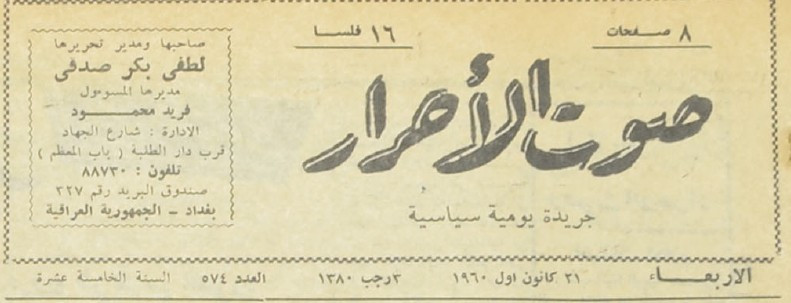 ٨ صفحات
١٦ فلسا
صوت الأحرار
جريدة يومية سياسية
صاحبها ومدير تحريرها
لطفي بكر صدقي
مديرها المسوول
فريد محمود
الادارة : شارع الجهاد
قرب دار الطلبة ( باب المعظم )
تلفون : ٨٨٧٣٠
صندوق البريد رقم ٣٢٧
بغداد - الجمهورية العراقية
الاربعاء ٢١ كانون اول ١٩٦٠ ٣رجب ١٣٨٠ العدد ٥٧٤ السنة الخامسة عشرة